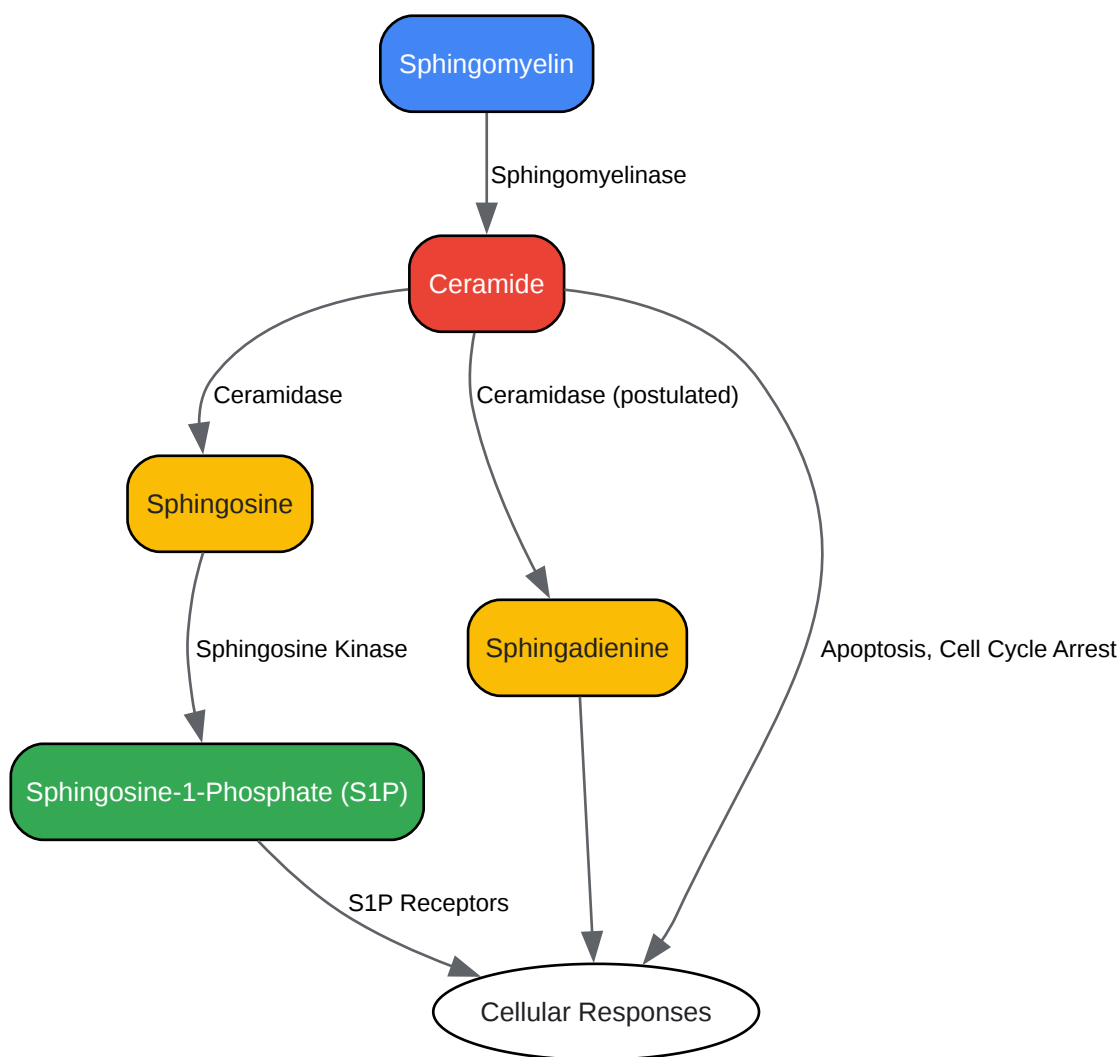 Sphingomyelin
Sphingomyelinase
Ceramide
Ceramidase
Ceramidase (postulated)
Sphingosine
Sphingosine Kinase
Sphingadienine
Apoptosis, Cell Cycle Arrest
Sphingosine-1-Phosphate (S1P)
S1P Receptors
Cellular Responses